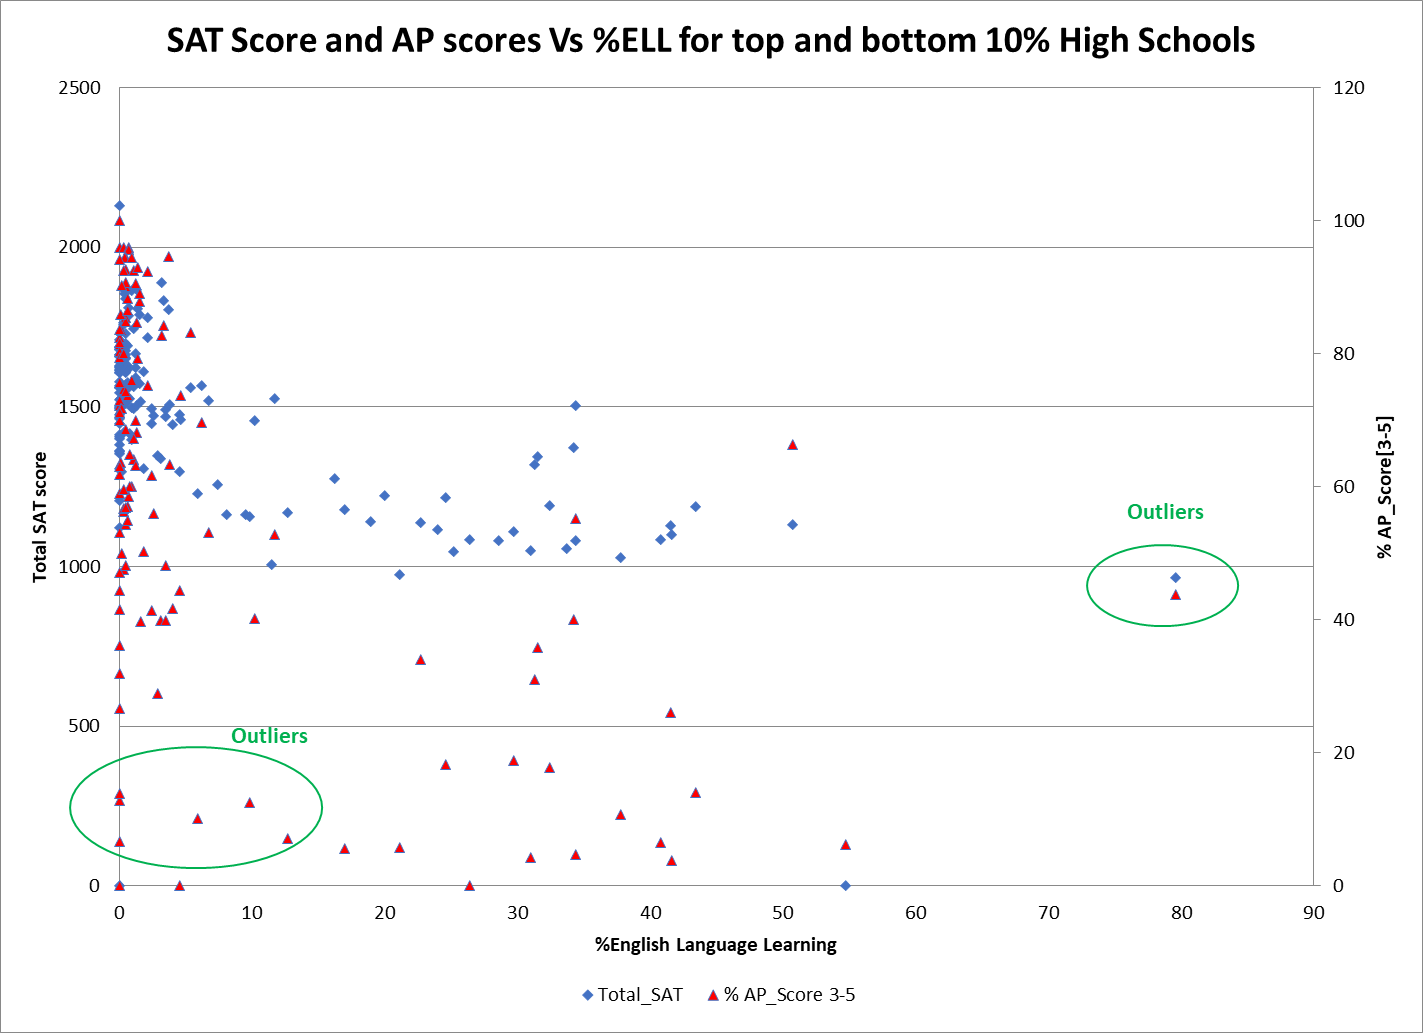 SAT Score and AP scores Vs %ELL for top and bottom 10% High Schools
2500
2000
1500
1000
500
0
Total SAT score
120
100
80
60
40
20
0
% AP_Score[3-5]
Outliers
Outliers
0 10 20 30 40 50 60 70 80 90
%English Language Learning
Total_SAT % AP_Score 3-5